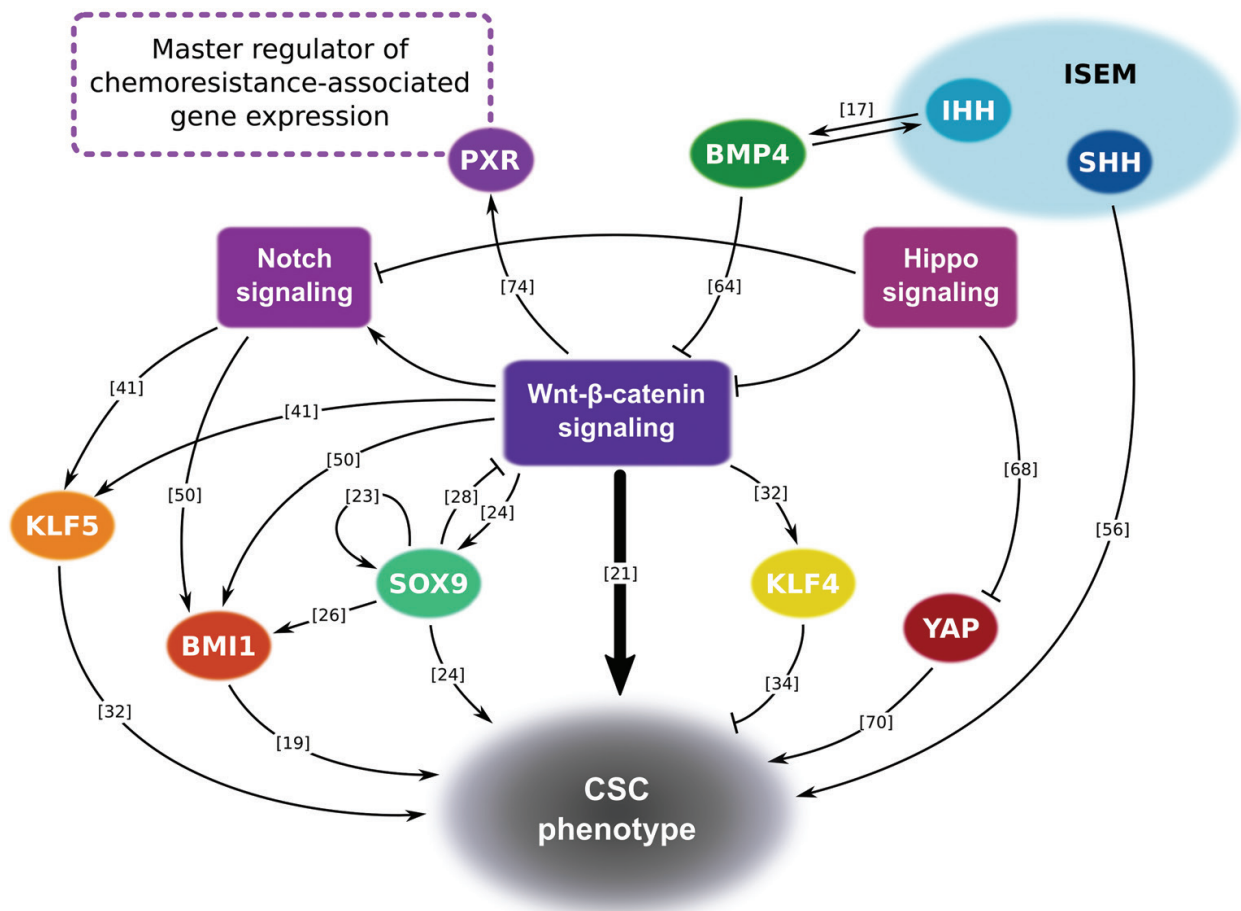 Master regulator of
chemoresistance-associated
gene expression
PXR
ISEM
IHH
SHH
[17]
BMP4
Notch
signaling
Hippo
signaling
[74]
[64]
Wnt-β-catenin
signaling
[41]
[41]
[50]
[50]
[23]
[28]
[24]
[32]
[68]
[56]
KLF5
SOX9
KLF4
YAP
BMI1
[26]
[21]
[24]
[34]
[32]
[19]
[70]
CSC
phenotype